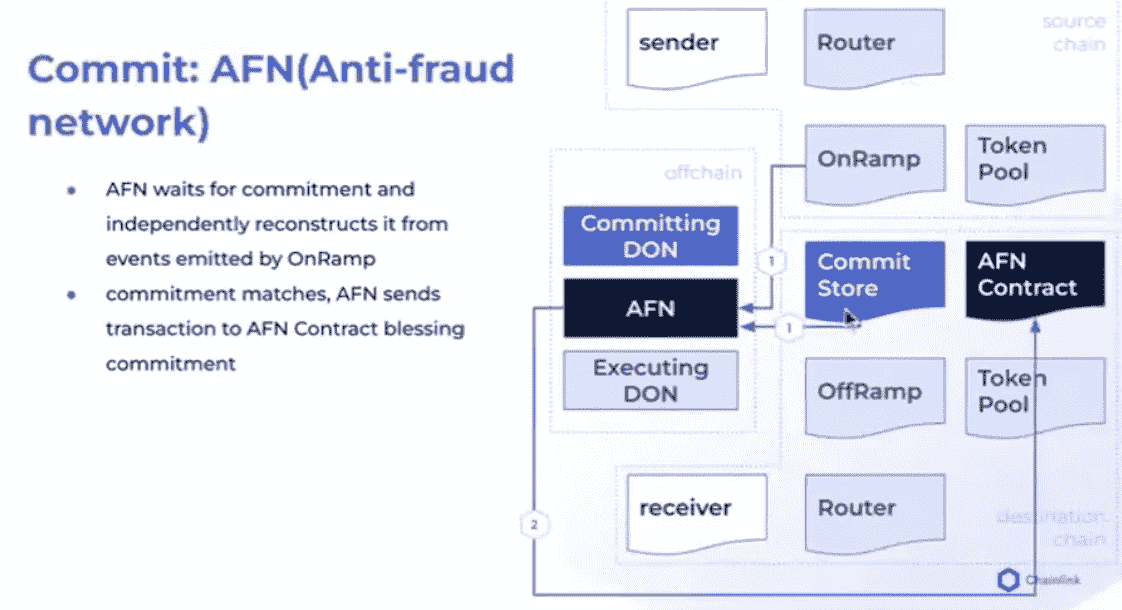 Commit: AFN(Anti-fraud
network)
AFN waits for commitment and
independently reconstructs it from
events emitted by OnRamp
commitment matches, AFN sends
transaction to AFN Contract blessing
commitment
sender
Router
source
chain
OnRamp
Token
Pool
offchain
Committing
DON
AFN
Executing
DON
1
1
2
Commit
Store
AFN
Contract
OffRamp
Token
Pool
receiver
Router
destination
chain
Chainlink